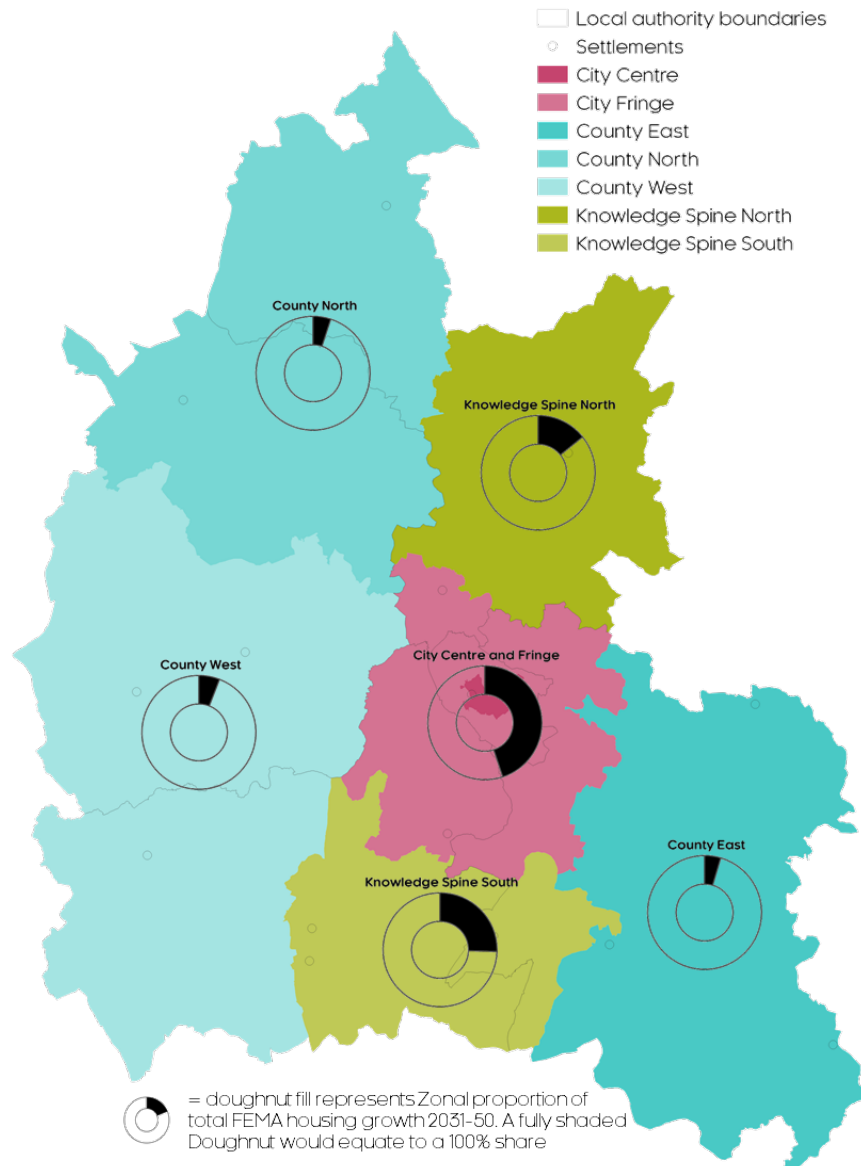 Local authority boundaries
Settlements
City Centre
City Fringe
County East
County North
County West
Knowledge Spine North
Knowledge Spine South
County North
Knowledge Spine North
City Centre and Fringe
County West
County East
Knowledge Spine South
= doughnut fill represents Zonal proportion of
total FEMA housing growth 2031-50. A fully shaded
Doughnut would equate to a 100% share